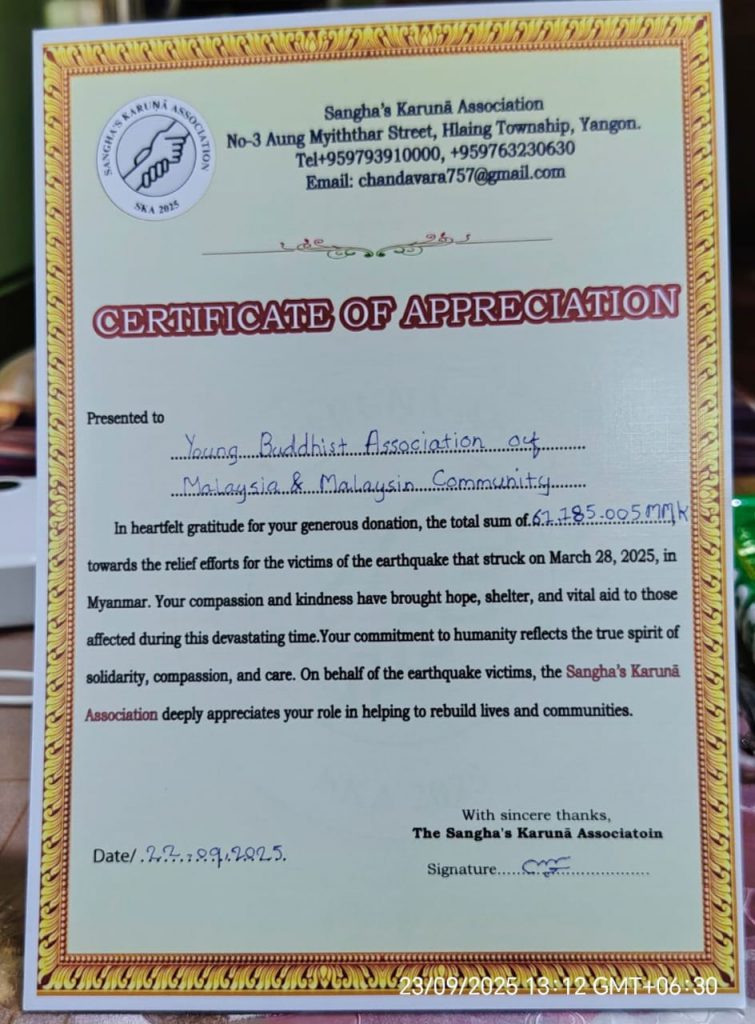 SANGHA'S KARUṆĀ ASSOCIATION
SKA 2025
Sangha's Karunā Association
No-3 Aung Myiththar Street, Hlaing Township, Yangon.
Tel+959793910000, +959763230630
Email: chandavara757@gmail.com
CERTIFICATE OF APPRECIATION
Presented to
Young Buddhist Association of
Malaysia & Malaysin Community
In heartfelt gratitude for your generous donation, the total sum of MMK
towards the relief efforts for the victims of the earthquake that struck on March 28, 2025, in
Myanmar. Your compassion and kindness have brought hope, shelter, and vital aid to those
affected during this devastating time.Your commitment to humanity reflects the true spirit of
solidarity, compassion, and care. On behalf of the earthquake victims, the Sangha's Karunā
Association deeply appreciates your role in helping to rebuild lives and communities.
With sincere thanks,
The Sangha's Karunā Associatoin
Date/.22.:09.2025.
Signature
23/09/2025 13:12 GMT+06:30